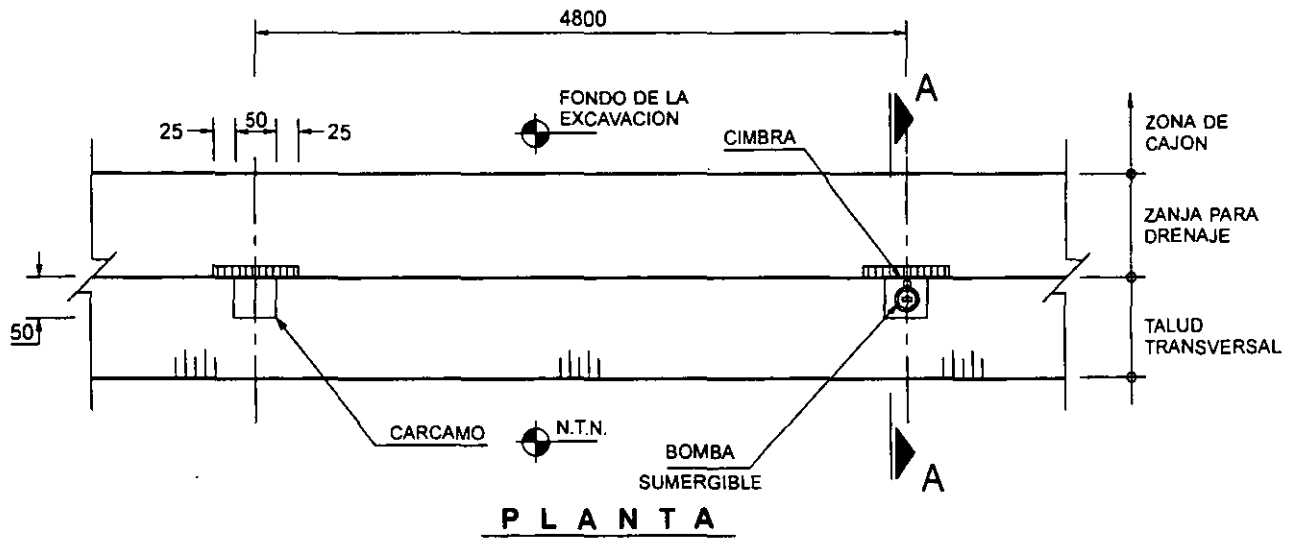 4800
A
FONDO DE LA
EXCAVACION
25
50
25
CIMBRA
ZONA DE
CAJON
ZANJA PARA
DRENAJE
50
TALUD
TRANSVERSAL
CARCAMO
N.T.N.
BOMBA
SUMERGIBLE
A
PLANTA